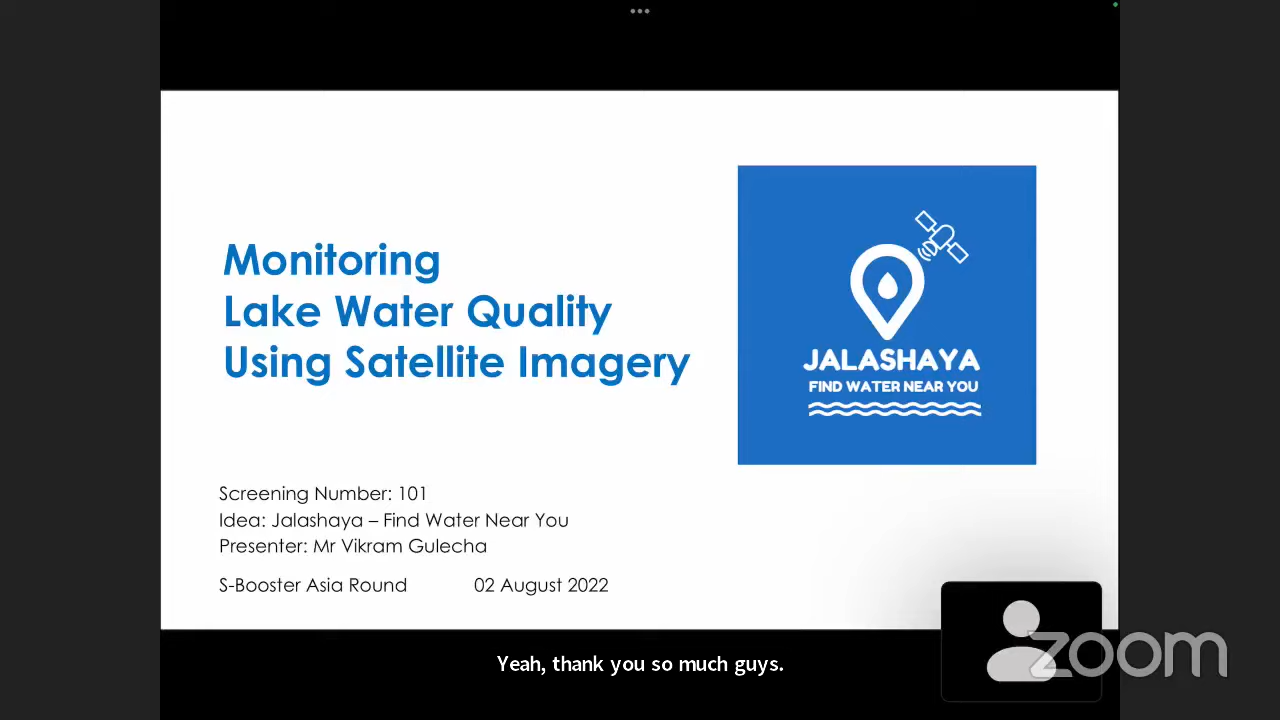 Monitoring
Lake Water Quality
Using Satellite Imagery
JALASHAYA
FIND WATER NEAR YOU
Screening Number: 101
Idea: Jalashaya – Find Water Near You
Presenter: Mr Vikram Gulecha
S-Booster Asia Round 02 August 2022
zoom
Yeah, thank you so much guys.